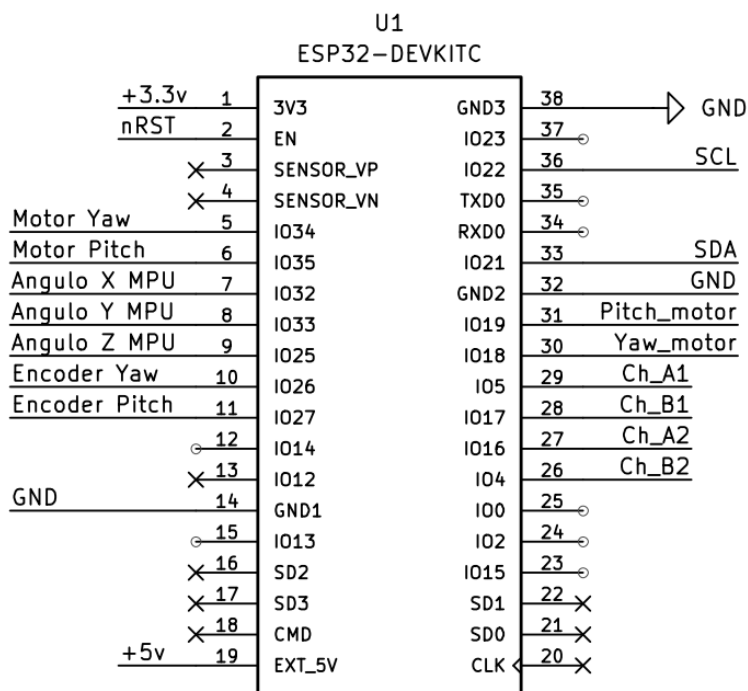 U1
ESP32-DEVKITC
+3.3v 1 3V3 GND3 38 GND
nRST 2 EN IO23 37
3 SENSOR_VP IO22 36 SCL
4 SENSOR_VN TXD0 35
Motor Yaw 5 IO34 RXD0 34
Motor Pitch 6 IO35 IO21 33 SDA
Angulo X MPU 7 IO32 GND2 32 GND
Angulo Y MPU 8 IO33 IO19 31 Pitch_motor
Angulo Z MPU 9 IO25 IO18 30 Yaw_motor
Encoder Yaw 10 IO26 IO5 29 Ch_A1
Encoder Pitch 11 IO27 IO17 28 Ch_B1
12 IO14 IO16 27 Ch_A2
13 IO12 IO4 26 Ch_B2
GND 14 GND1 IO0 25
15 IO13 IO2 24
16 SD2 IO15 23
17 SD3 SD1 22
18 CMD SD0 21
+5v 19 EXT_5V CLK 20